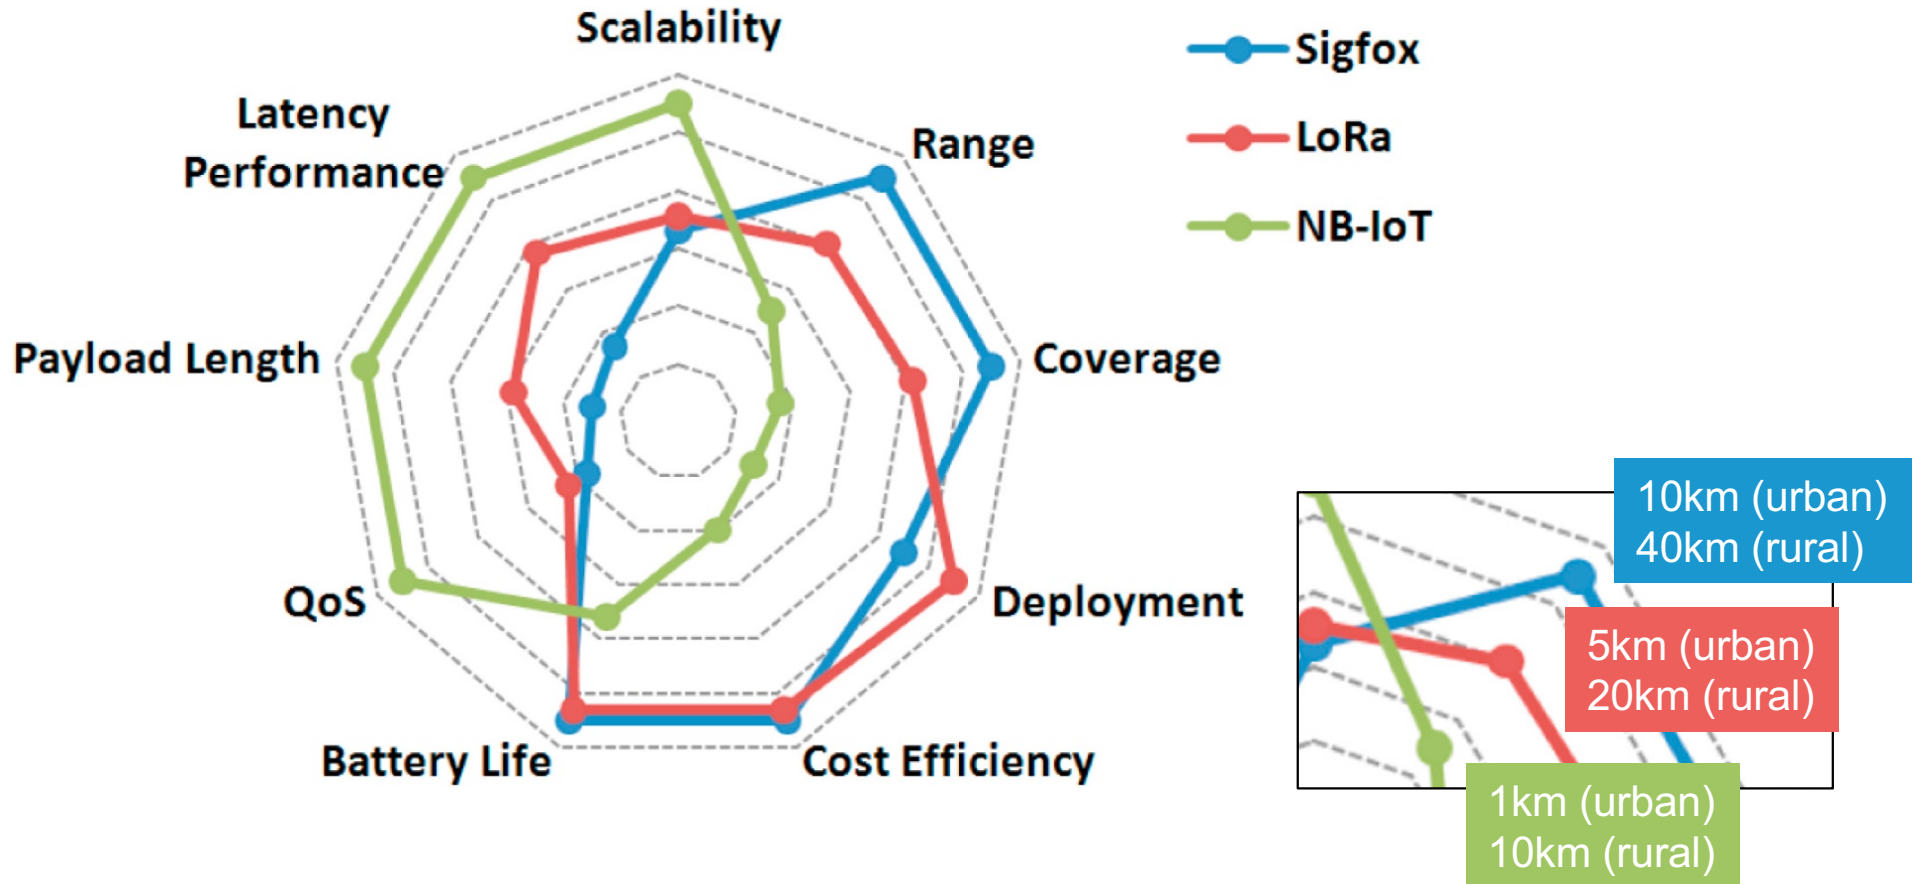 Scalability
Latency
Performance
Range
Payload Length
Coverage
QoS
Deployment
Battery Life
Cost Efficiency
Sigfox
LoRa
NB-IoT
10km (urban)
40km (rural)
5km (urban)
20km (rural)
1km (urban)
10km (rural)